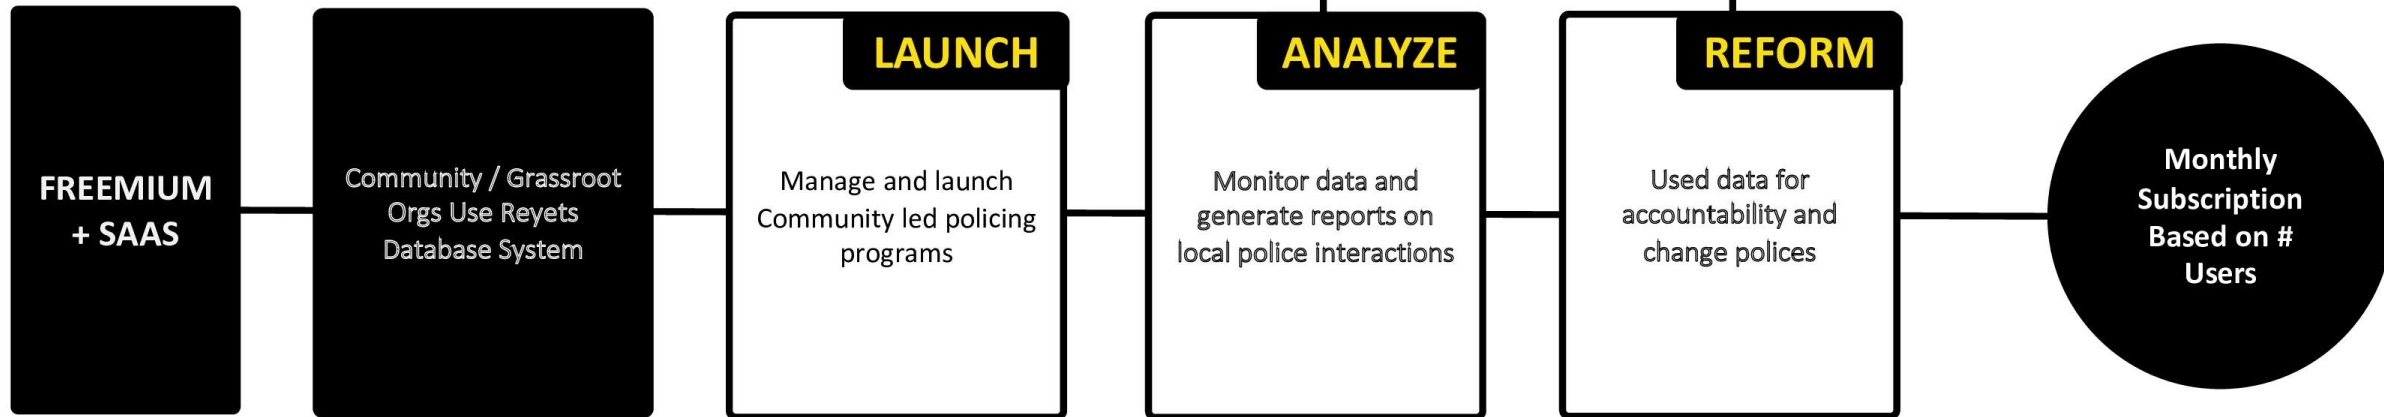 FREEMIUM
+ SAAS
Community / Grassroot
Orgs Use Reyets
Database System
LAUNCH
Manage and launch
Community led policing
programs
ANALYZE
Monitor data and
generate reports on
local police interactions
REFORM
Used data for
accountability and
change polices
Monthly
Subscription
Based on #
Users